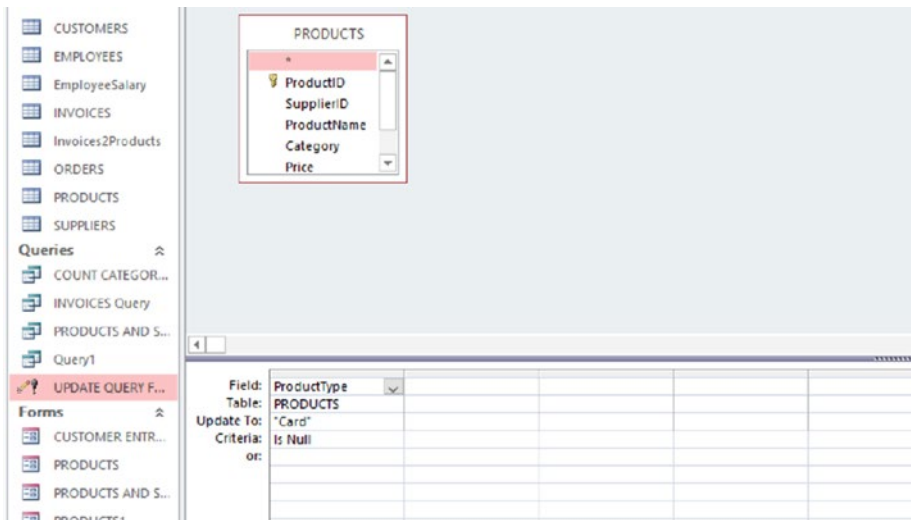 CUSTOMERS
EMPLOYEES
EmployeeSalary
INVOICES
Invoices2Products
ORDERS
PRODUCTS
SUPPLIERS
Queries
COUNT CATEGOR...
INVOICES Query
PRODUCTS AND S...
Query1
UPDATE QUERY F...
Forms
CUSTOMER ENTR...
PRODUCTS
PRODUCTS AND S...
PRODUCTS1
PRODUCTS
*
ProductID
SupplierID
ProductName
Category
Price
Field: ProductType
Table: PRODUCTS
Update To: "Card"
Criteria: Is Null
or: